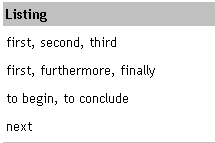 Listing
first, second, third
first, furthermore, finally
to begin, to conclude
next